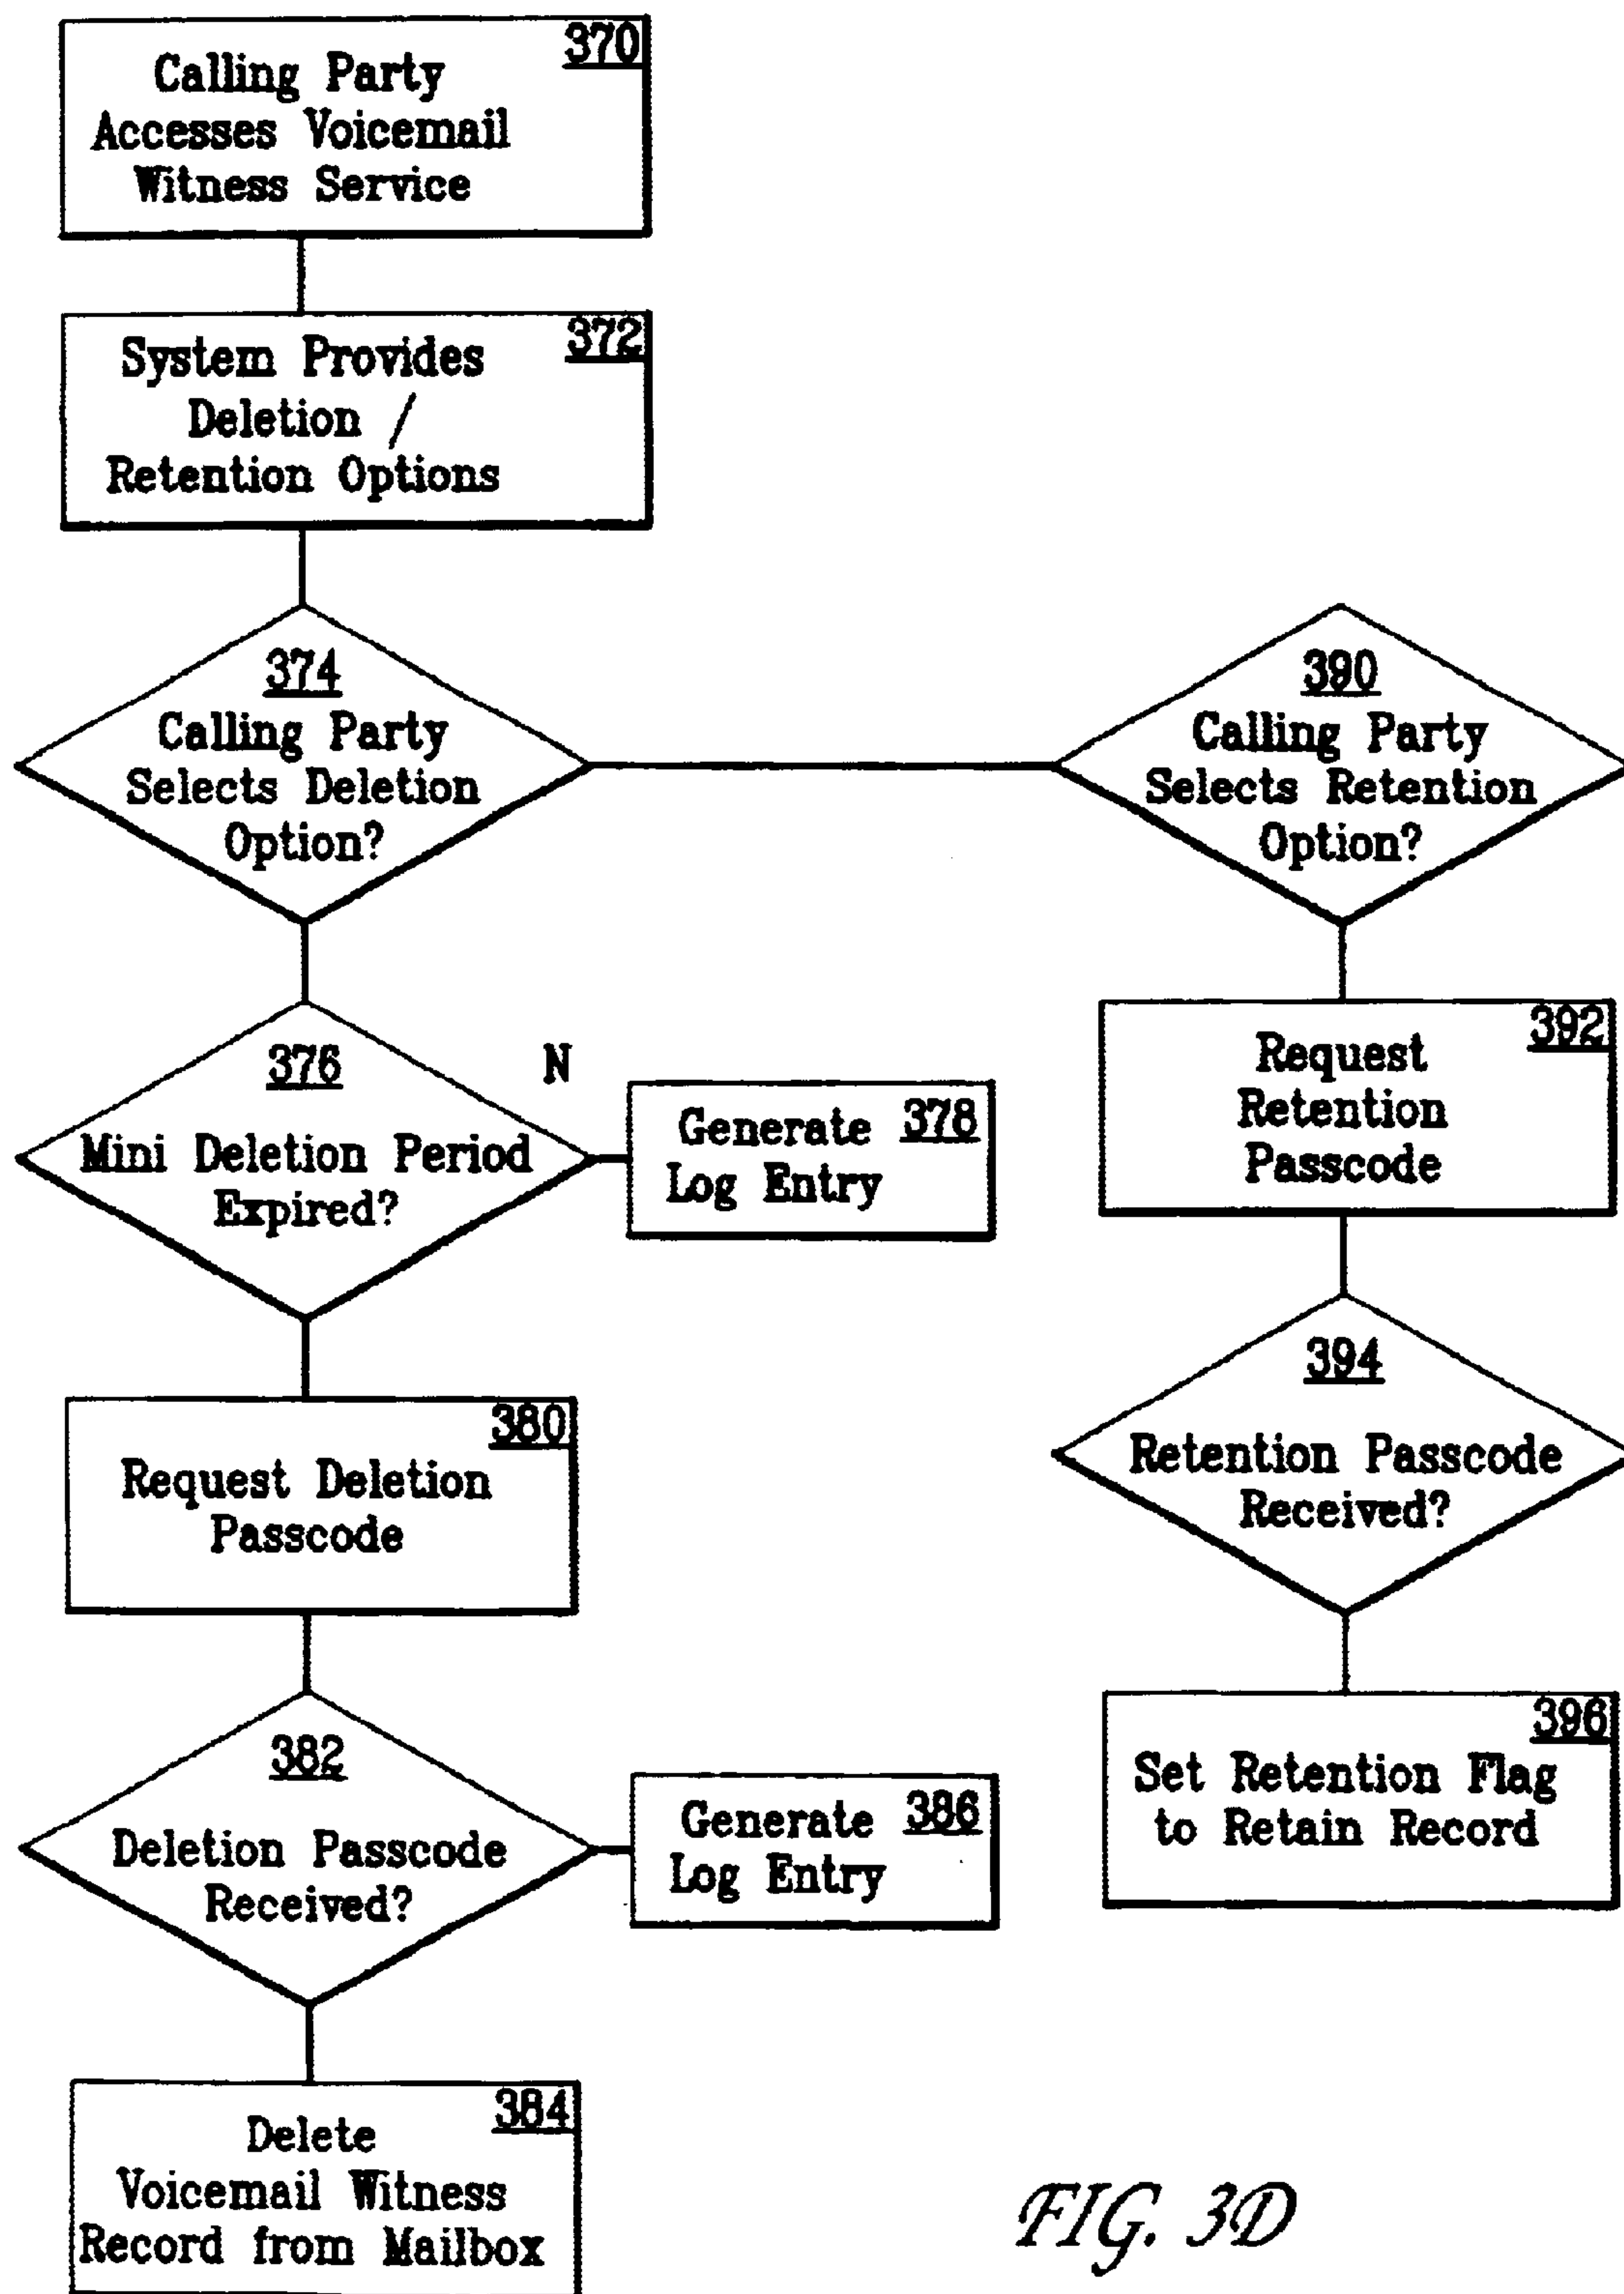 370
Calling Party
Accesses Voicemail
Witness Service
372
System Provides
Deletion /
Retention Options
374
Calling Party
Selects Deletion
Option?
390
Calling Party
Selects Retention
Option?
376
N
Mini Deletion Period
Expired?
378
Generate
Log Entry
392
Request
Retention
Passcode
380
Request Deletion
Passcode
394
Retention Passcode
Received?
382
Deletion Passcode
Received?
386
Generate
Log Entry
396
Set Retention Flag
to Retain Record
384
Delete
Voicemail Witness
Record from Mailbox
FIG. 3D